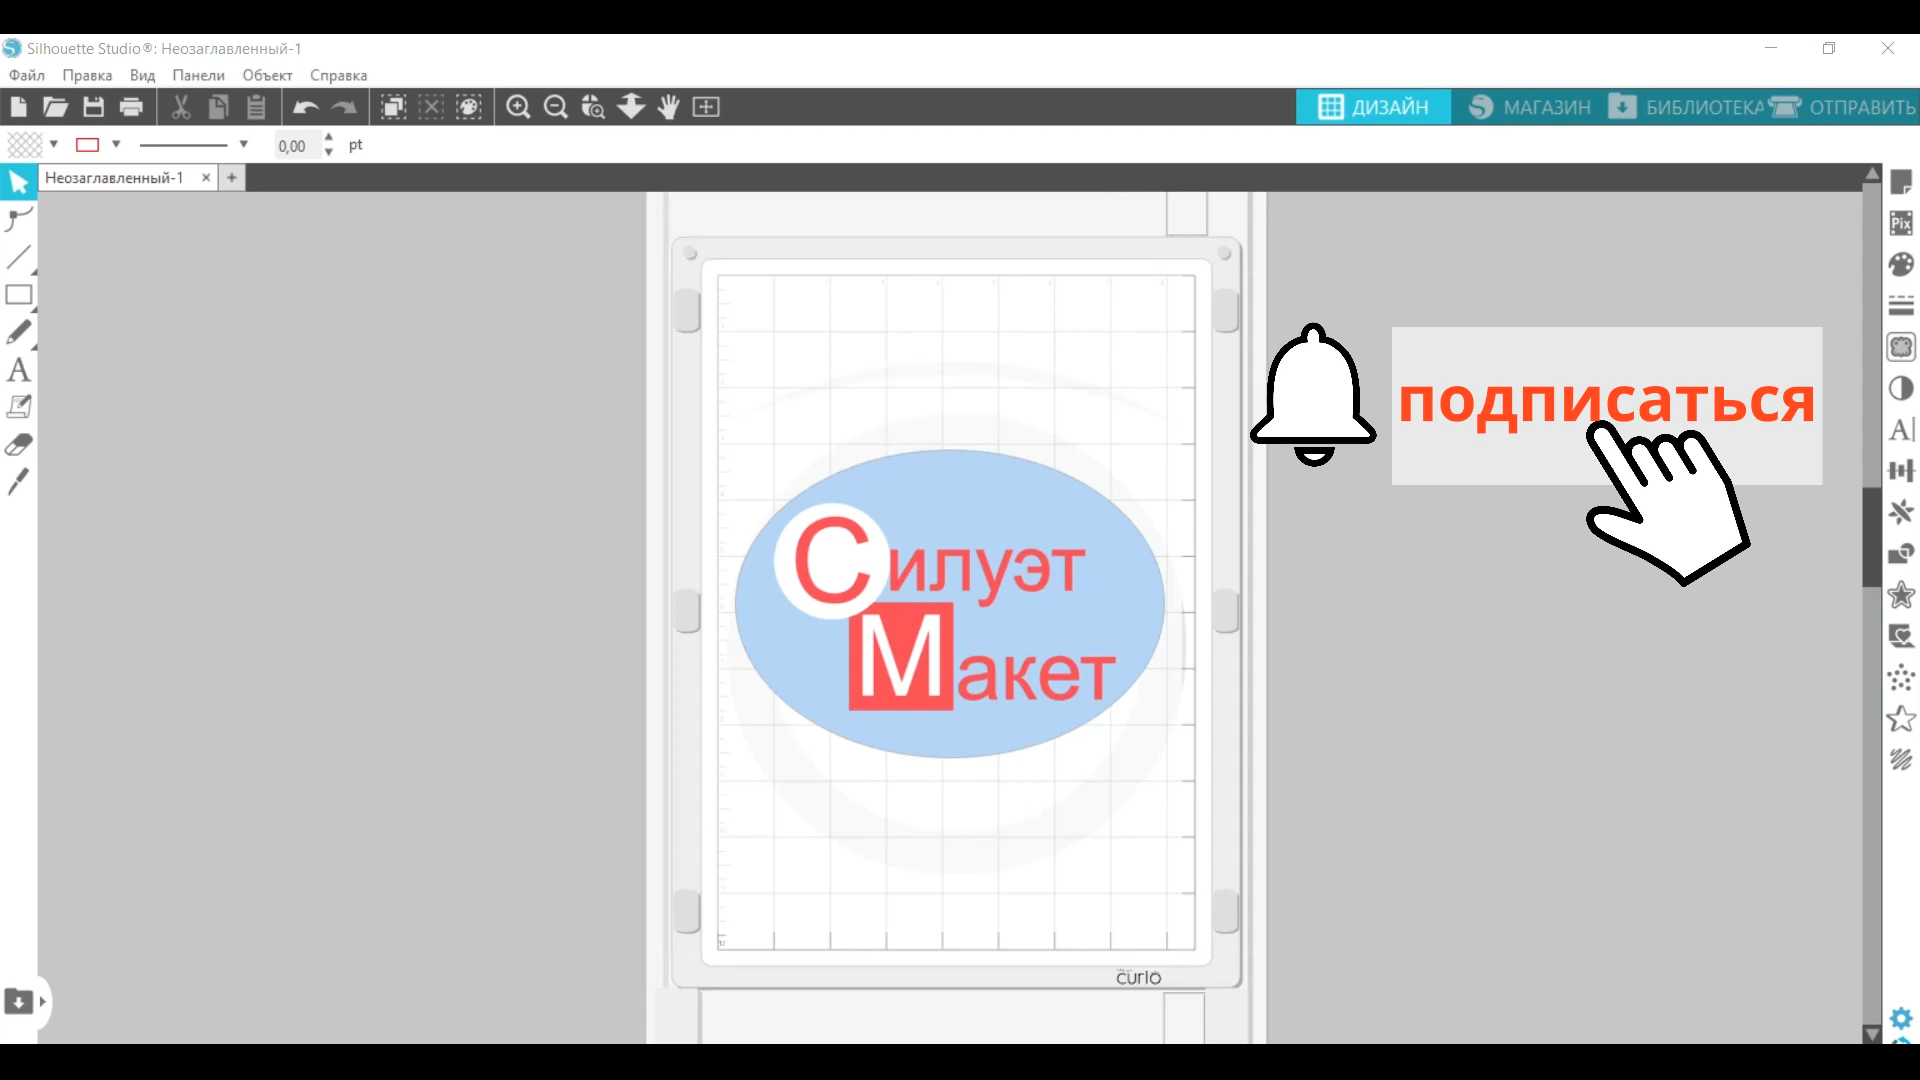 Silhouette Studio®: Неозаглавленный-1
Файл Правка Вид Панели Объект Справка
ДИЗАЙН МАГАЗИН БИБЛИОТЕКА ОТПРАВИТЬ
0,00 pt
Неозаглавленный-1
Pix
подписаться
Силуэт
Макет
curio